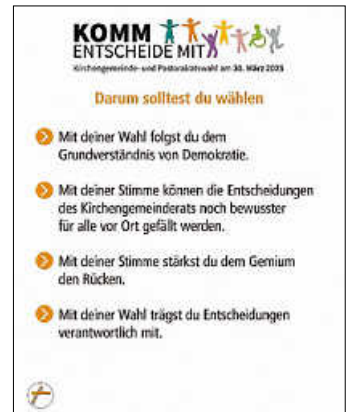 KOMM
ENTSCHEIDE MIT
Kirchengemeinde- und Pastoralratswahl am 30. März 2025
Darum solltest du wählen
Mit deiner Wahl folgst du dem
Grundverständnis von Demokratie.
Mit deiner Stimme können die Entscheidungen
des Kirchengemeinderats noch bewusster
für alle vor Ort gefällt werden.
Mit deiner Stimme stärkst du dem Gemium
den Rücken.
Mit deiner Wahl trägst du Entscheidungen
verantwortlich mit.